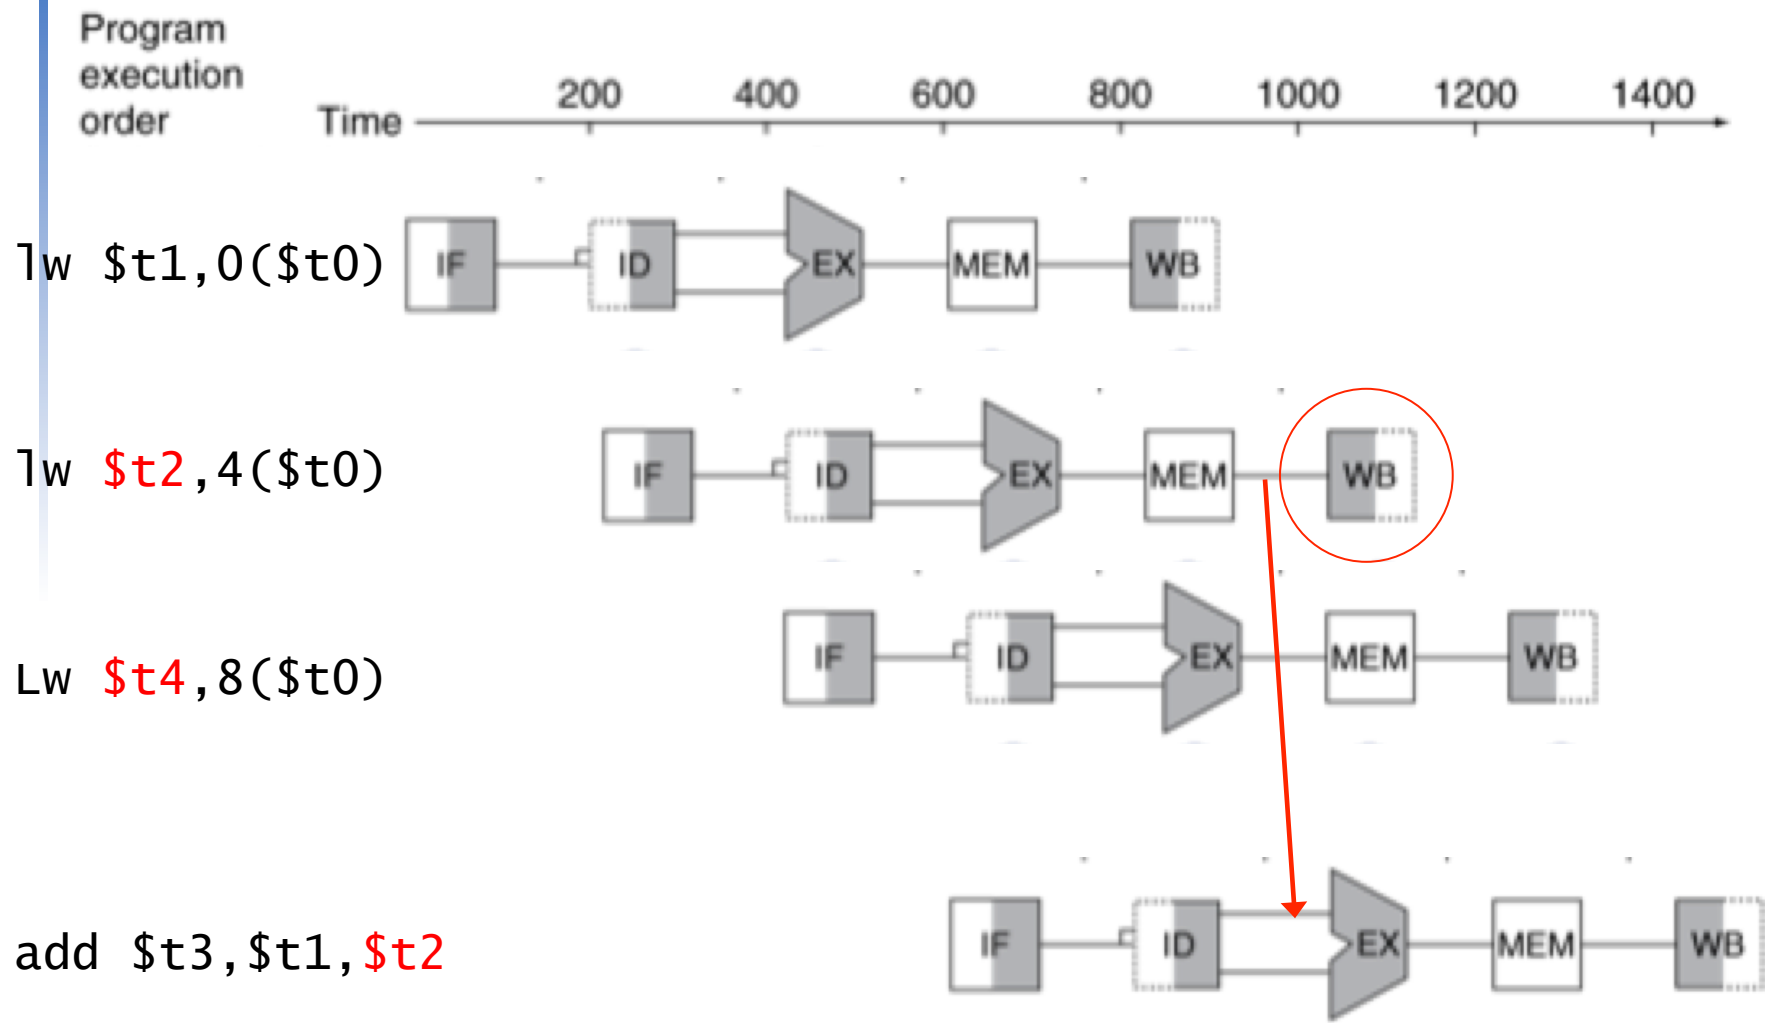 Program
execution
order
Time
200 400 600 800 1000 1200 1400
lw $t1,0($t0) IF ID EX MEM WB
lw $t2,4($t0) IF ID EX MEM WB
Lw $t4,8($t0) IF ID EX MEM WB
add $t3,$t1,$t2 IF ID EX MEM WB